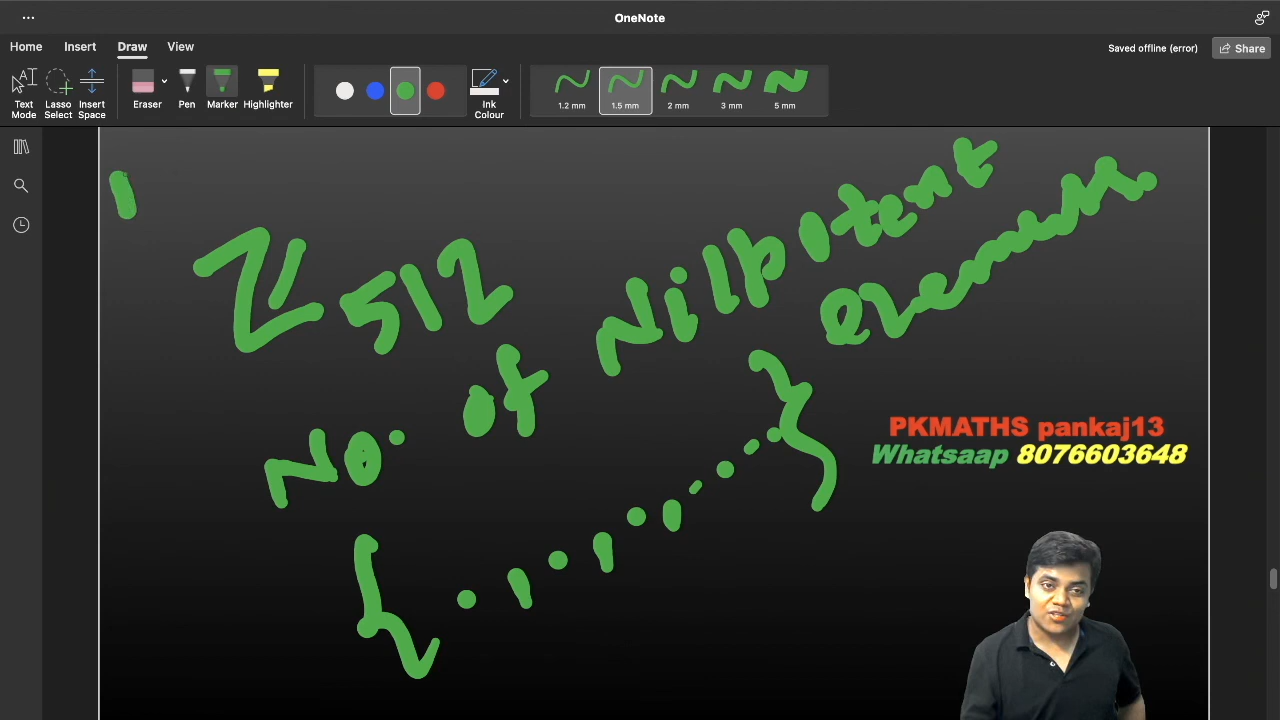 OneNote
Home Insert Draw View
Saved offline (error)
Share
Text Mode
Lasso Select
Insert Space
Eraser
Pen
Marker
Highlighter
Ink Colour
1.2 mm
1.5 mm
2 mm
3 mm
5 mm
Z 512
No. of Nilpotent
{ . , . , . , . . . . }
PKMATHS pankaj13
Whatsaap 8076603648